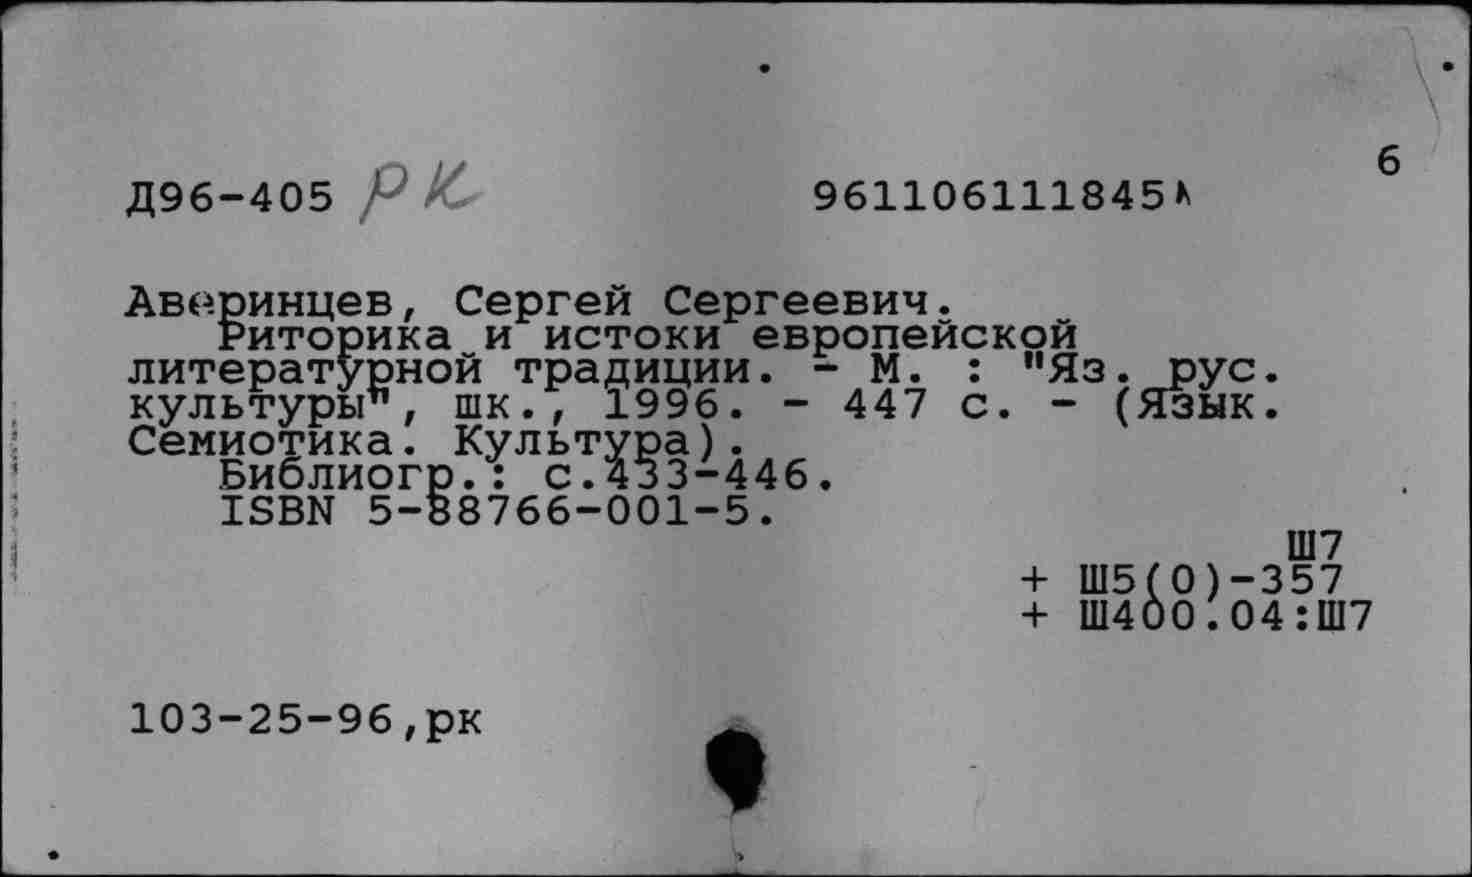 б
Д96-405 рк 961106111845
Аверинцев, Сергей Сергеевич.
Риторика и истоки европейской
литературной традиции. - М. : "Яз. рус.
культуры", шк., 1996. - 447 с. - (Язык.
Семиотика. Культура).
Библиогр.: с.433-446.
ISBN 5-88766-001-5.
Ш7
+ Ш5(0)-357
+ Ш400.04:Ш7
103-25-96,рк